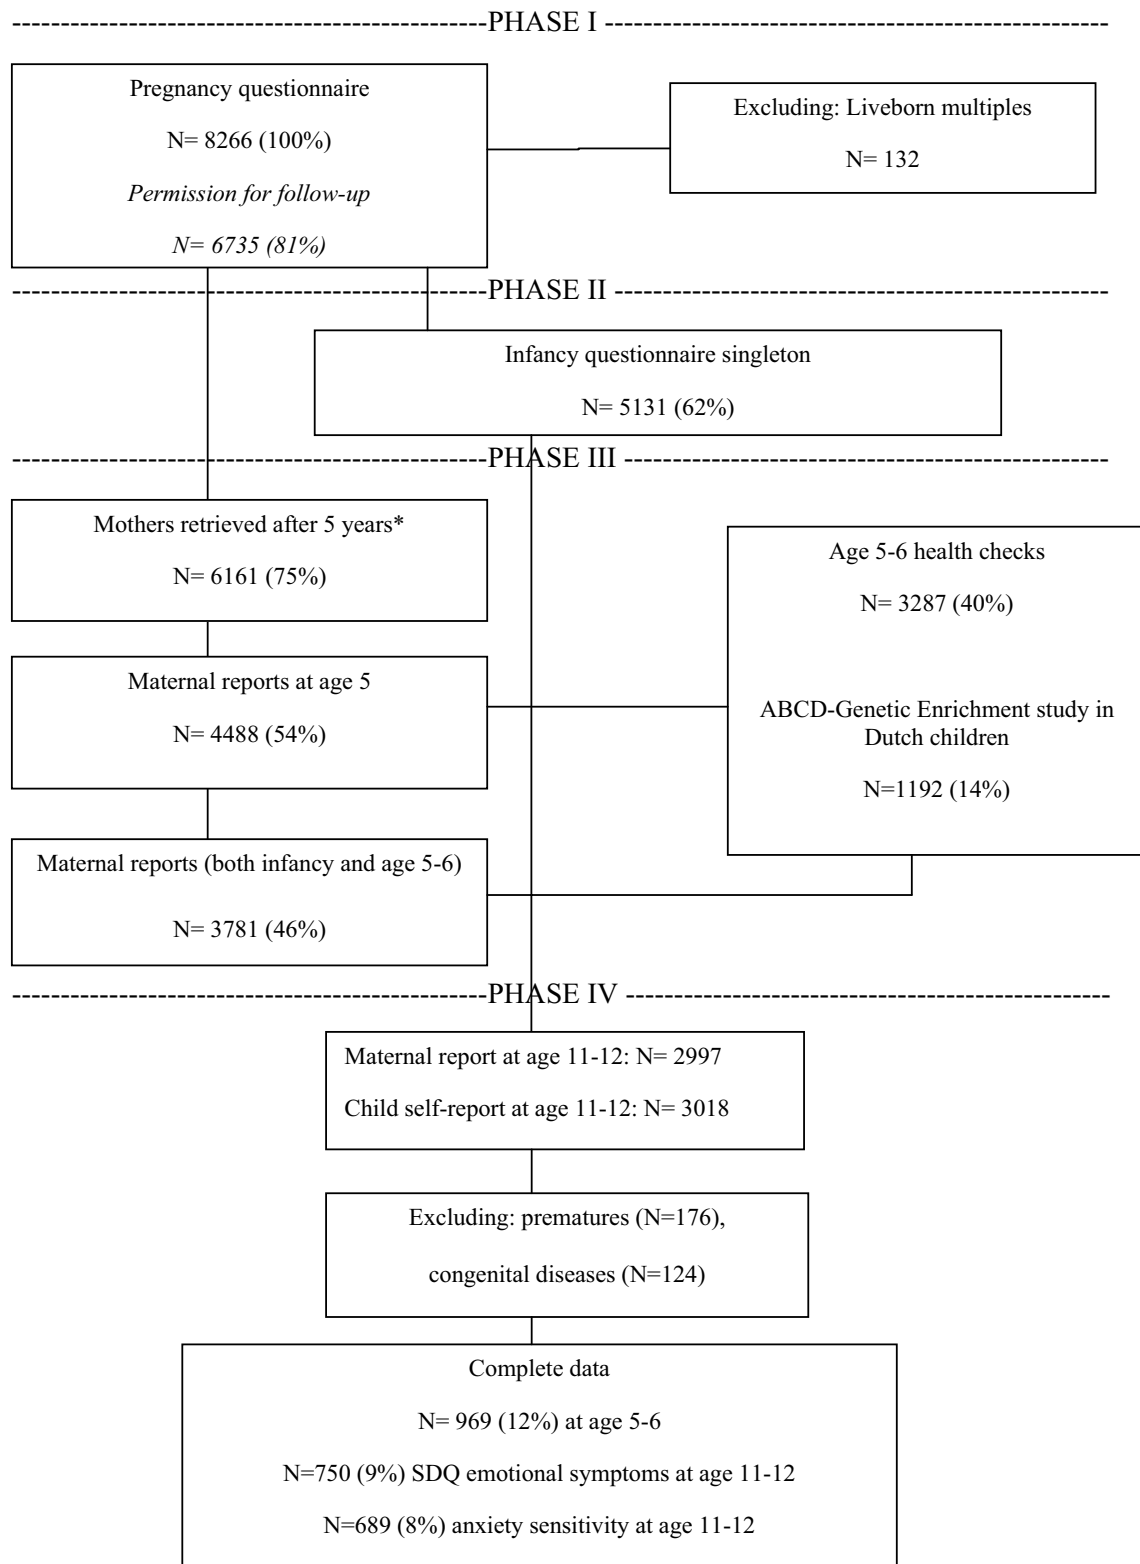 PHASE I
Pregnancy questionnaire
N= 8266 (100%)
Permission for follow-up
N= 6735 (81%)
Excluding: Liveborn multiples
N= 132
PHASE II
Infancy questionnaire singleton
N= 5131 (62%)
PHASE III
Mothers retrieved after 5 years*
N= 6161 (75%)
Maternal reports at age 5
N= 4488 (54%)
Maternal reports (both infancy and age 5-6)
N= 3781 (46%)
Age 5-6 health checks
N= 3287 (40%)
ABCD-Genetic Enrichment study in
Dutch children
N=1192 (14%)
PHASE IV
Maternal report at age 11-12: N= 2997
Child self-report at age 11-12: N= 3018
Excluding: prematures (N=176),
congenital diseases (N=124)
Complete data
N= 969 (12%) at age 5-6
N=750 (9%) SDQ emotional symptoms at age 11-12
N=689 (8%) anxiety sensitivity at age 11-12